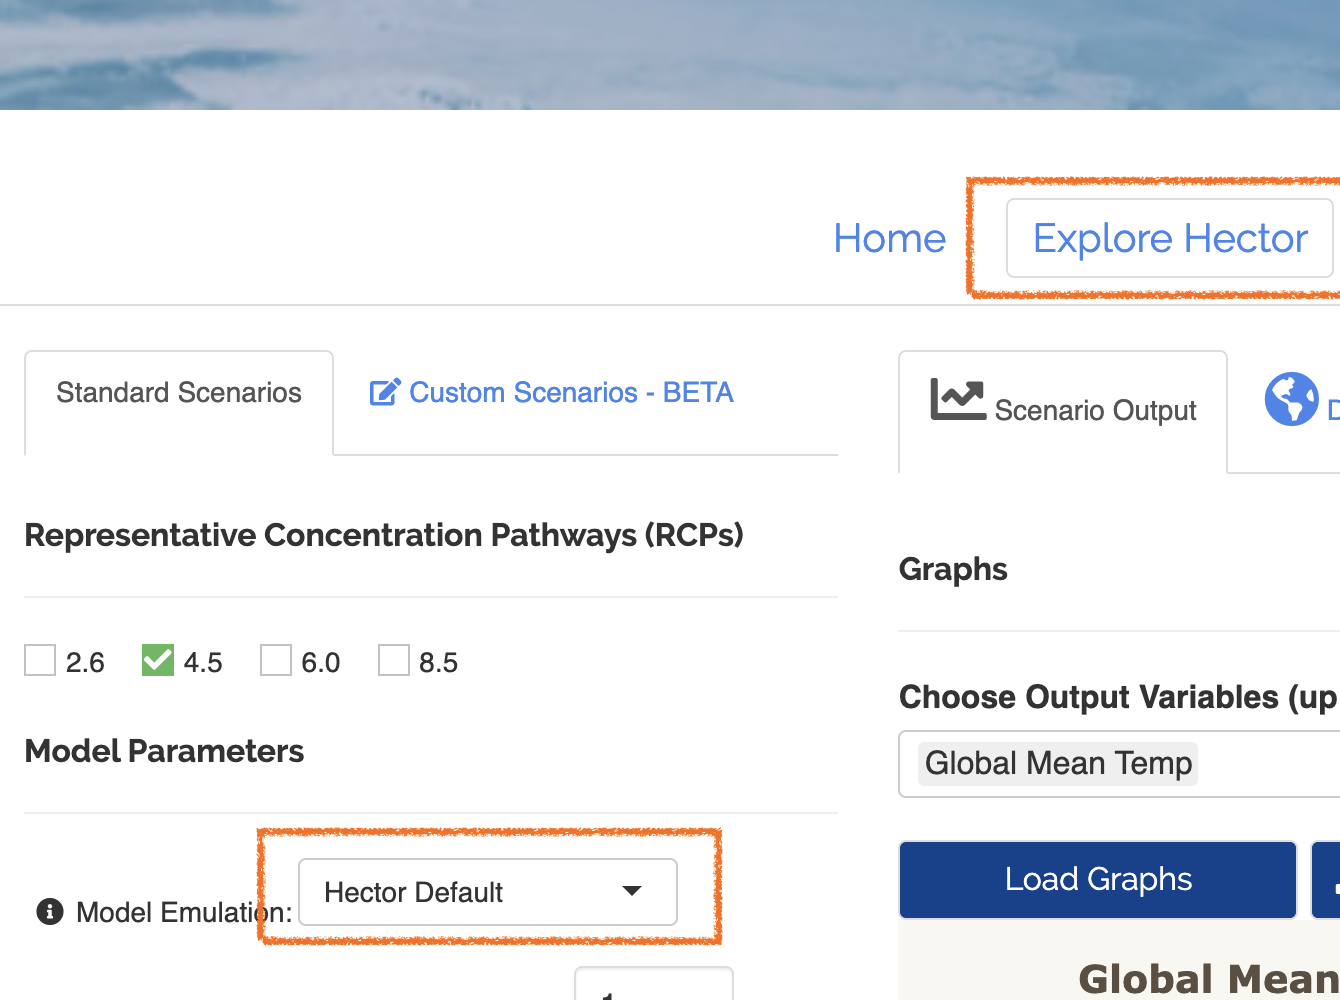 Home
Explore Hector
Standard Scenarios
Custom Scenarios - BETA
Representative Concentration Pathways (RCPs)
2.6
4.5
6.0
8.5
Model Parameters
Model Emulation:
Hector Default
Scenario Output
Graphs
Choose Output Variables (up
Global Mean Temp
Load Graphs
Global Mean